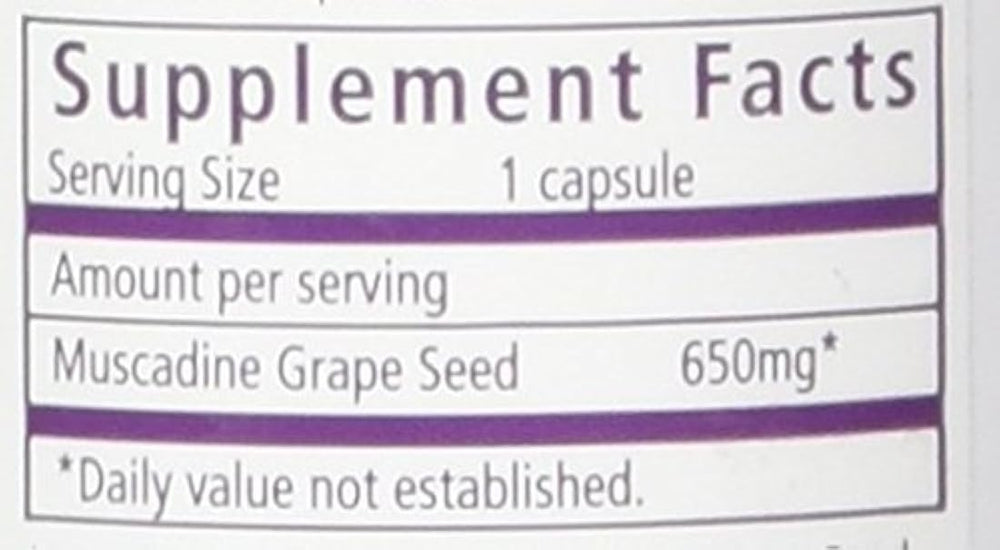 Supplement Facts
Serving Size 1 capsule
Amount per serving
Muscadine Grape Seed 650mg*
*Daily value not established.